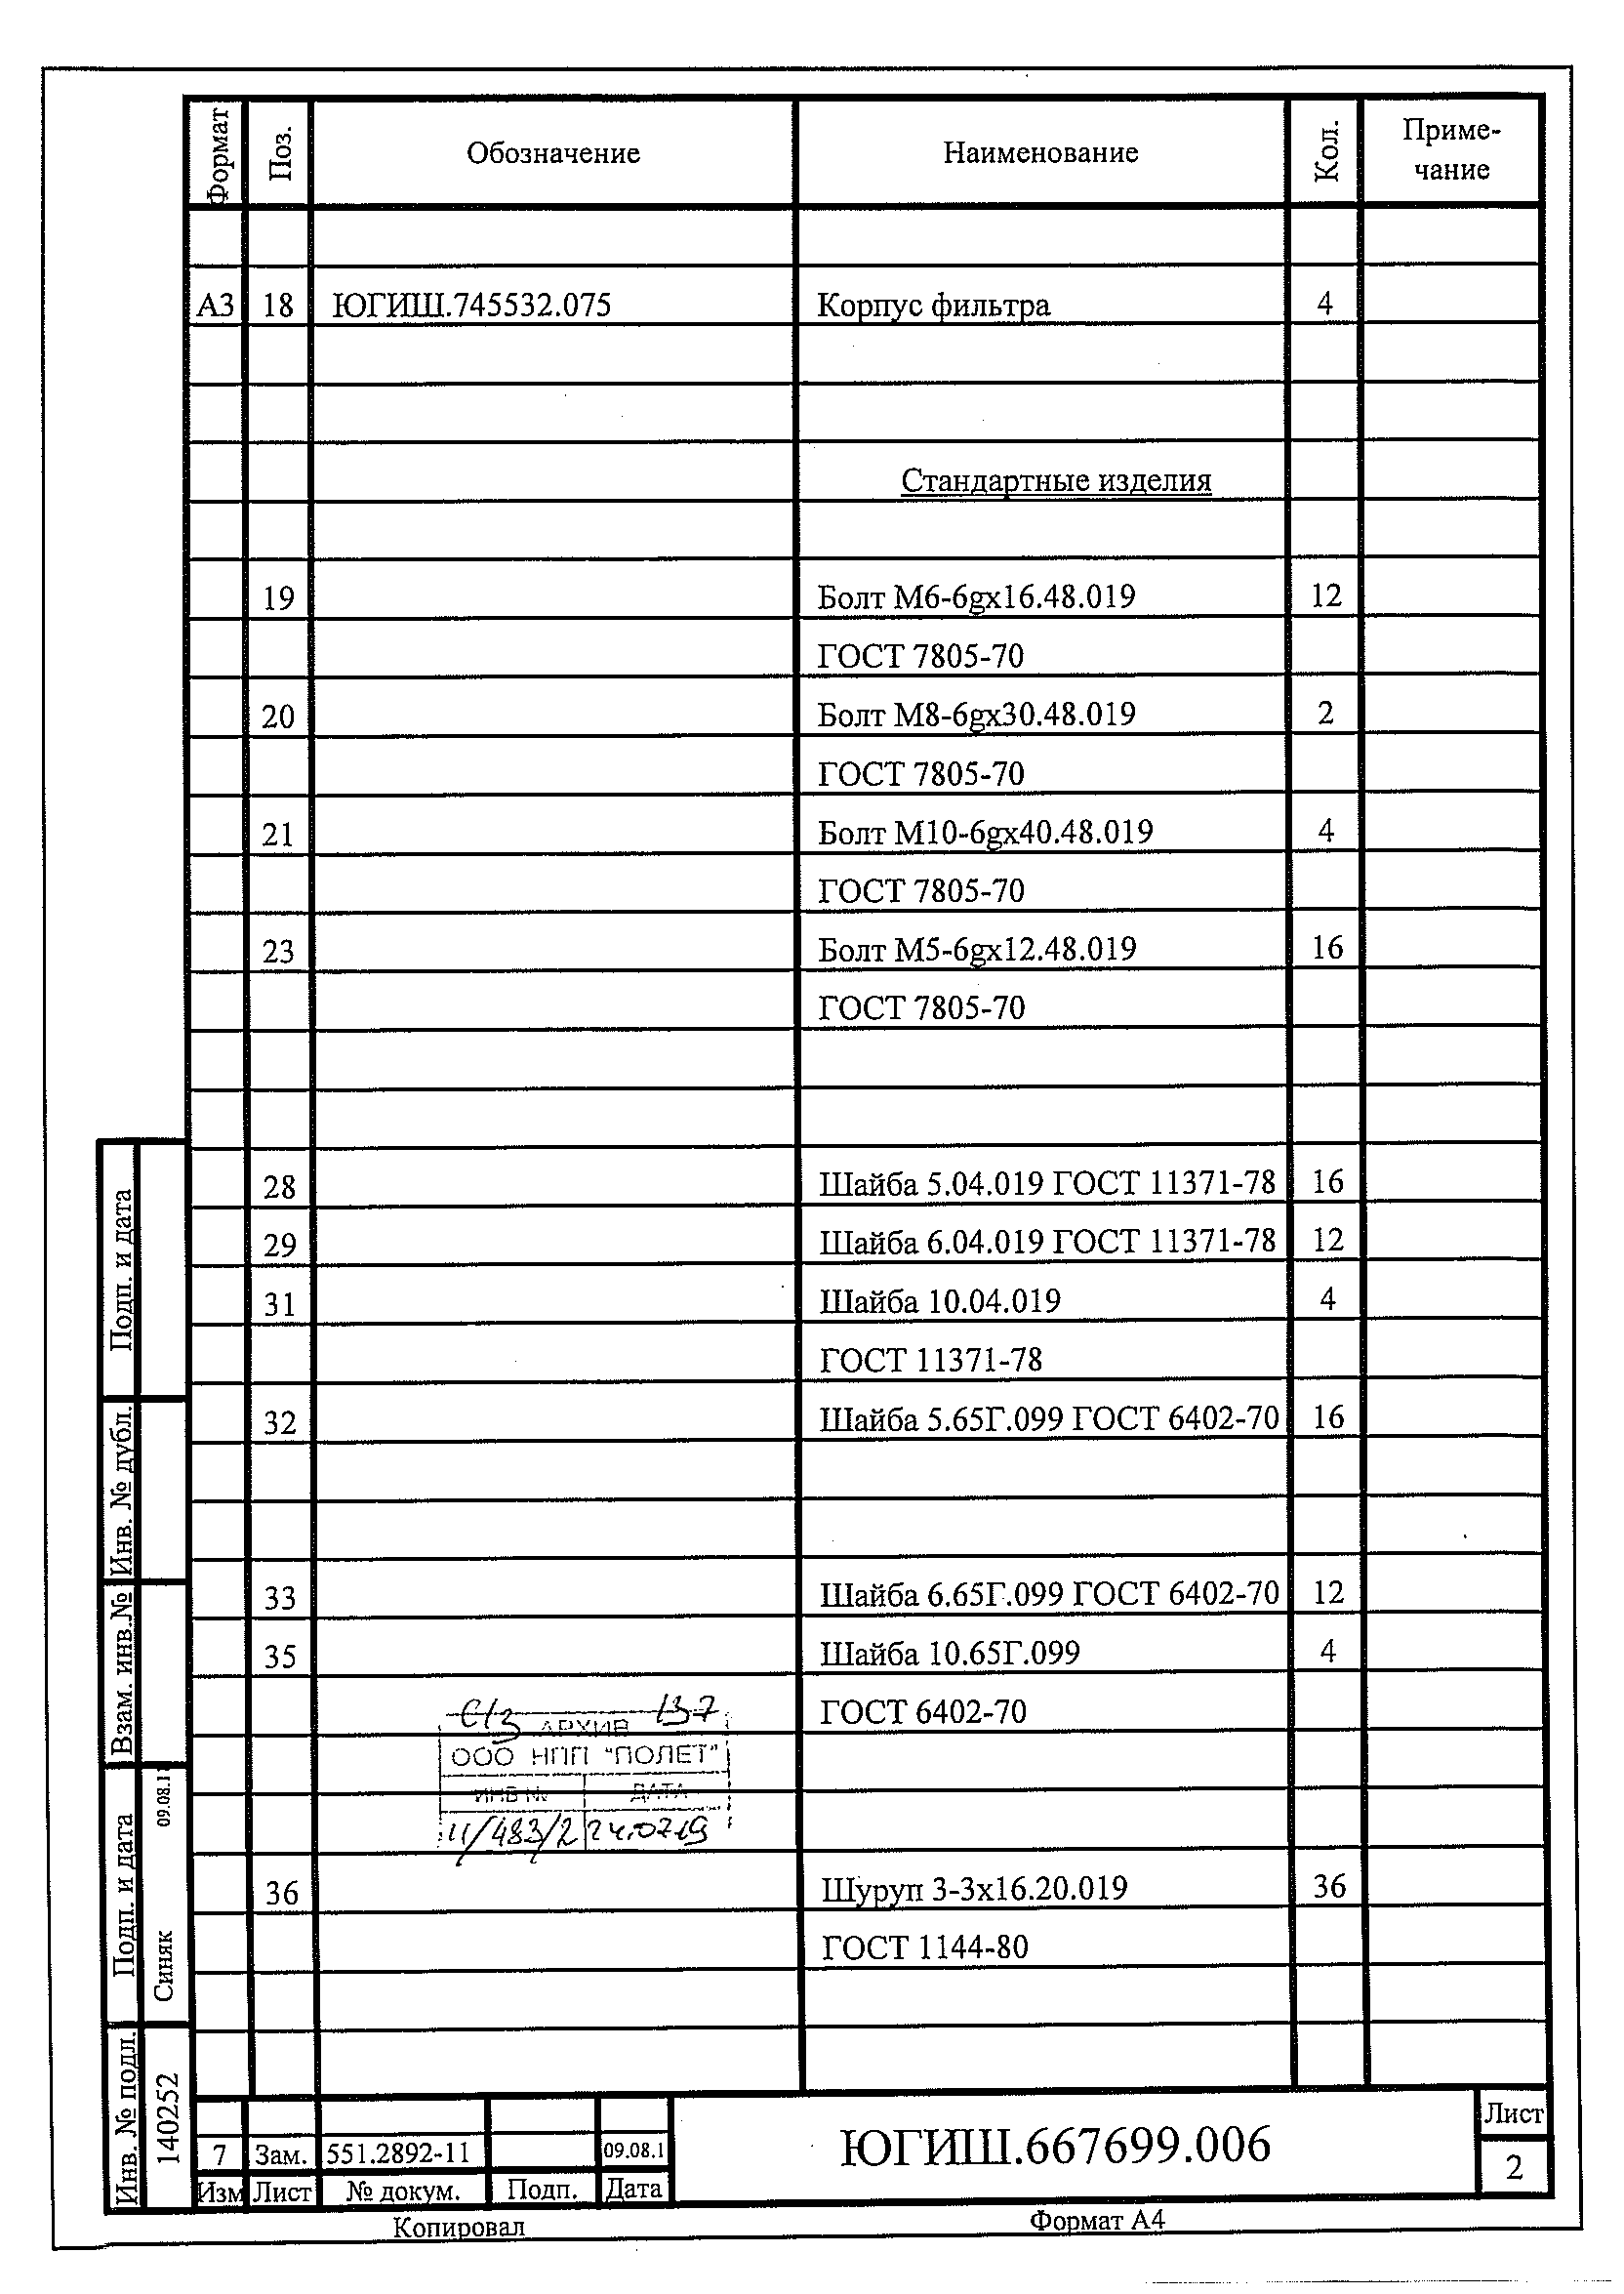 Формат Поз. Обозначение Наименование Кол. Приме-
чание
А3 18 ЮГИШ.745532.075 Корпус фильтра 4
Стандартные изделия
19 Болт М6-6gx16.48.019 12
ГОСТ 7805-70
20 Болт М8-6gx30.48.019 2
ГОСТ 7805-70
21 Болт М10-6gx40.48.019 4
ГОСТ 7805-70
23 Болт М5-6gx12.48.019 16
ГОСТ 7805-70
28 Шайба 5.04.019 ГОСТ 11371-78 16
29 Шайба 6.04.019 ГОСТ 11371-78 12
31 Шайба 10.04.019 4
ГОСТ 11371-78
32 Шайба 5.65Г.099 ГОСТ 6402-70 16
33 Шайба 6.65Г.099 ГОСТ 6402-70 12
35 Шайба 10.65Г.099 4
ГОСТ 6402-70
АРХИВ 137
ООО НПП "ПОЛЕТ"
ИНВ № ДАТА
11/483/2 24.07.19
36 Шуруп 3-3х16.20.019 36
ГОСТ 1144-80
Подп. и дата
Инв. № дубл.
Взам. инв.№
Подп. и дата
Синяк 09.08.1
Инв. № подл.
140252
7 Зам. 551.2892-11 09.08.1
Изм Лист № докум. Подп. Дата
ЮГИШ.667699.006
Лист
2
Копировал Формат А4